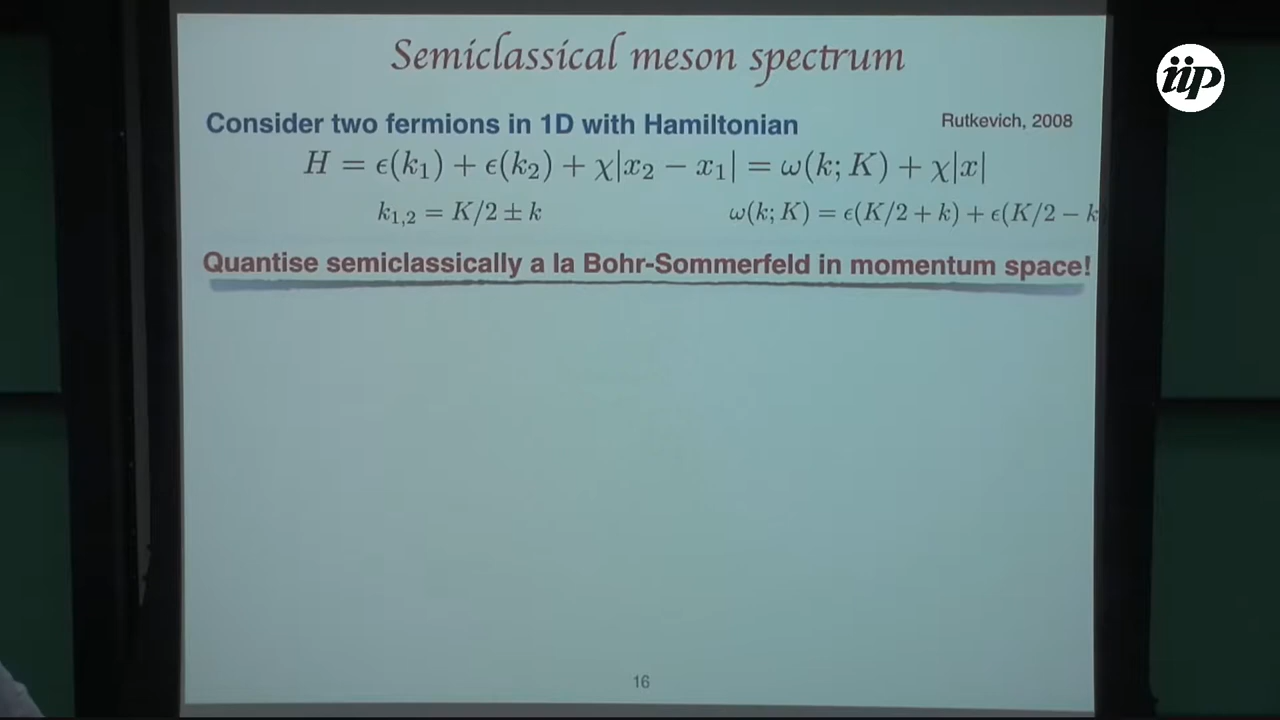 Semiclassical meson spectrum
iip
Consider two fermions in 1D with Hamiltonian
Rutkevich, 2008
H = ϵ(k₁) + ϵ(k₂) + χ|x₂ − x₁| = ω(k; K) + χ|x|
k₁,₂ = K/2 ± k
ω(k; K) = ϵ(K/2 + k) + ϵ(K/2 − k
Quantise semiclassically a la Bohr-Sommerfeld in momentum space!
16